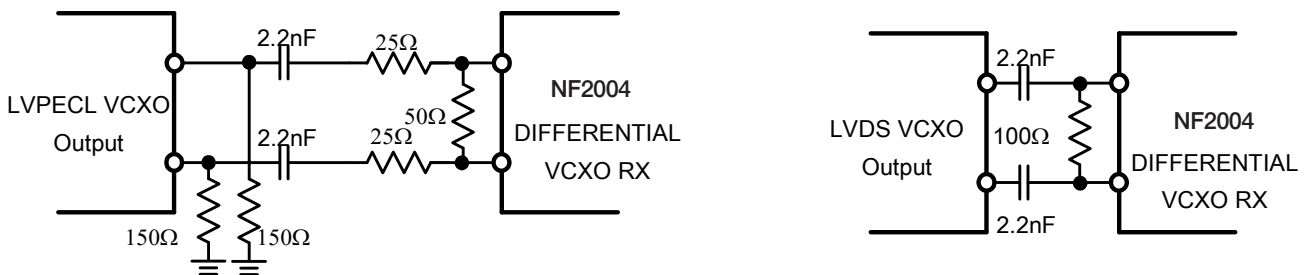 2.2nF
25Ω
LVPECL VCXO
Output
50Ω
NF2004
DIFFERENTIAL
VCXO RX
2.2nF
25Ω
150Ω
150Ω
2.2nF
LVDS VCXO
Output
100Ω
NF2004
DIFFERENTIAL
VCXO RX
2.2nF